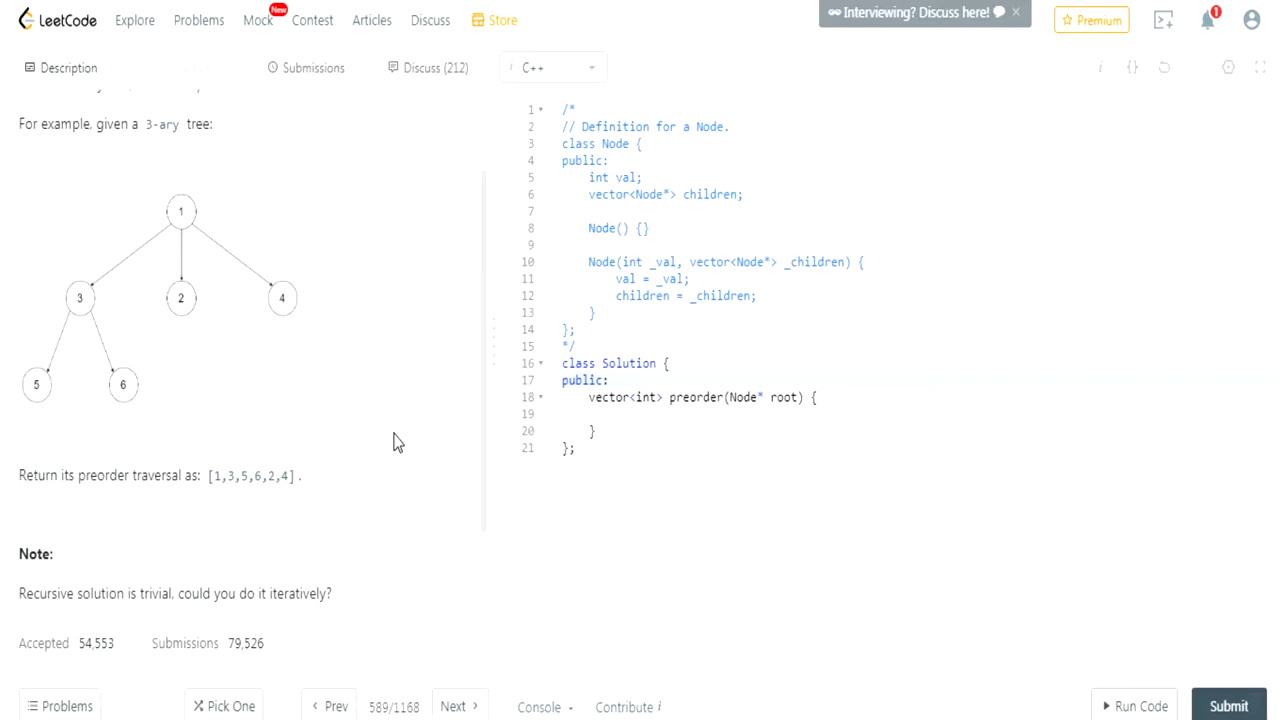 LeetCode Explore Problems Mock New Contest Articles Discuss Store
Interviewing? Discuss here! ×
Premium
1
Description
Submissions
Discuss (212)
i C++
i {}
For example, given a 3-ary tree:
1
3 2 4
5 6
Return its preorder traversal as: [1,3,5,6,2,4].
Note:
Recursive solution is trivial, could you do it iteratively?
Accepted 54,553 Submissions 79,526
1 /*
2 // Definition for a Node.
3 class Node {
4 public:
5 int val;
6 vector<Node*> children;
7
8 Node() {}
9
10 Node(int _val, vector<Node*> _children) {
11 val = _val;
12 children = _children;
13 }
14 };
15 */
16 class Solution {
17 public:
18 vector<int> preorder(Node* root) {
19
20 }
21 };
Problems
Pick One
‹ Prev
589/1168
Next ›
Console
Contribute i
Run Code
Submit